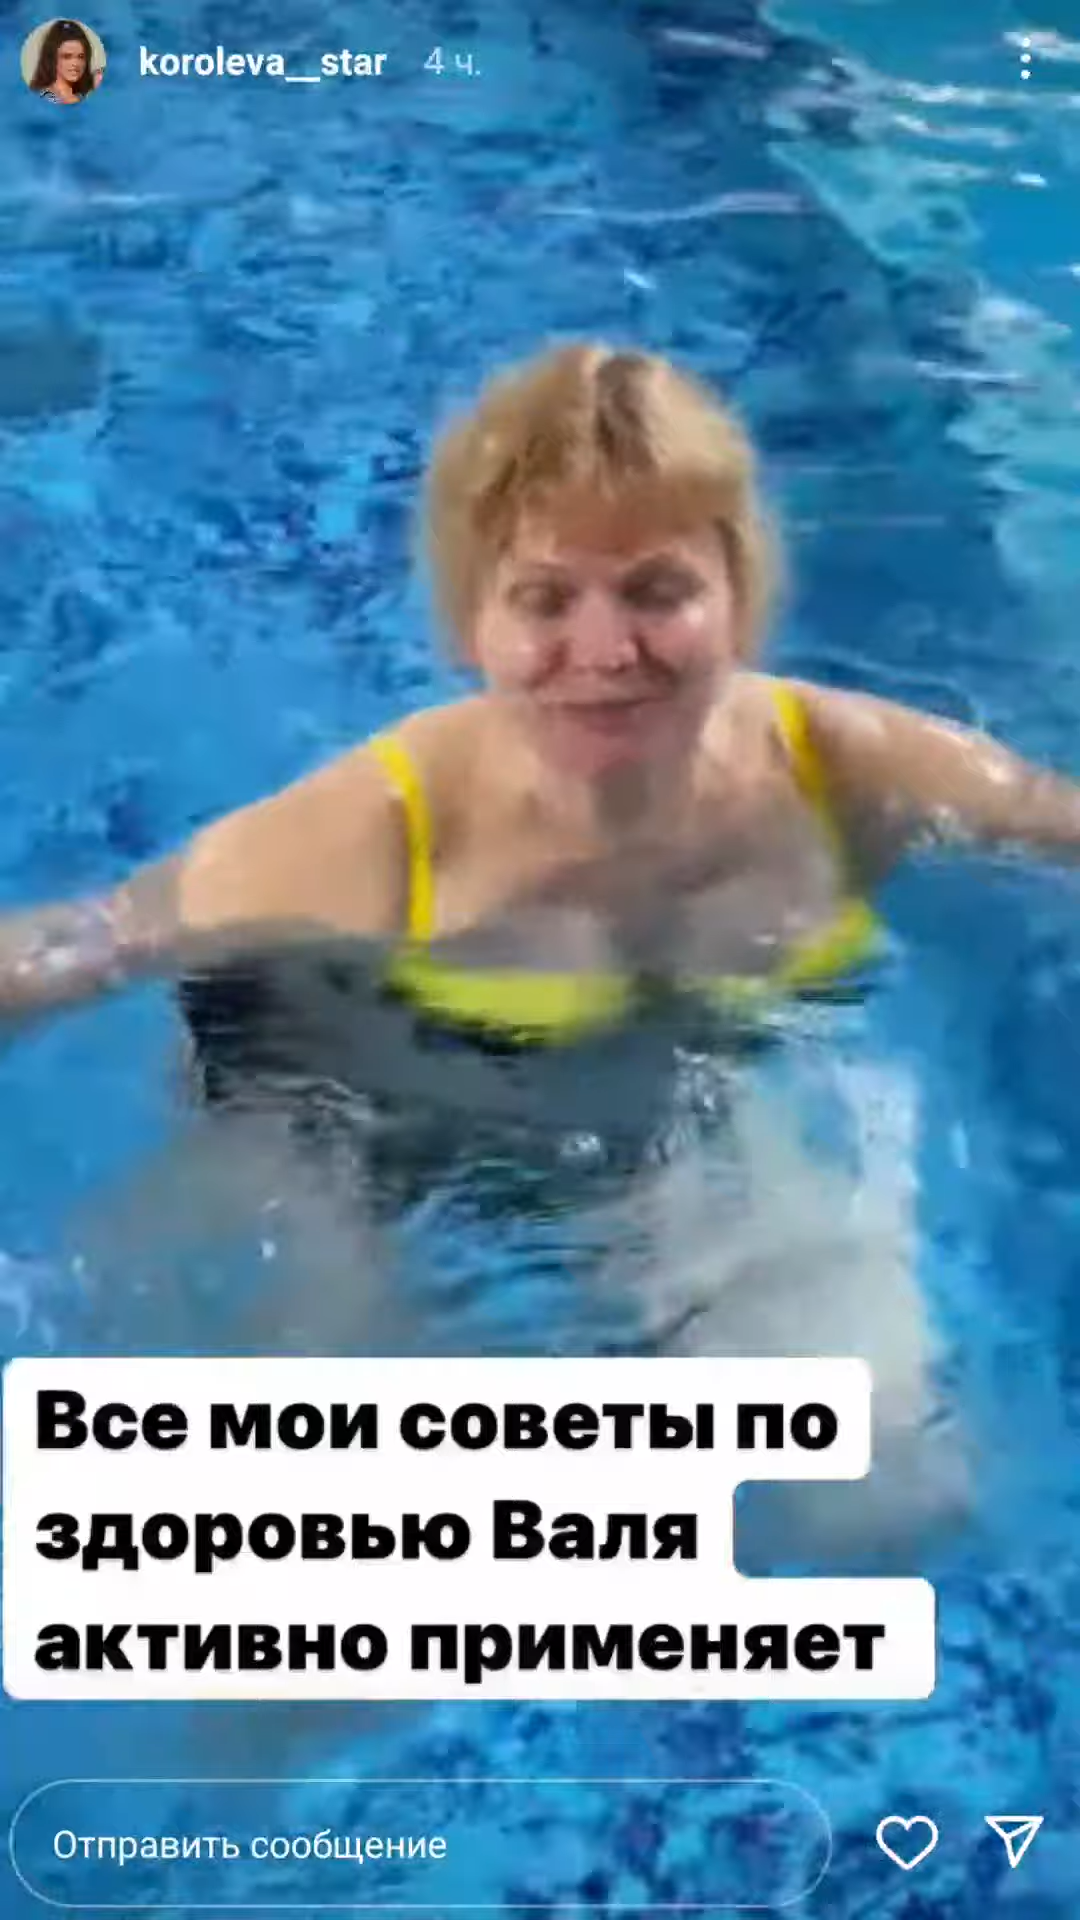 koroleva__star 4 ч.
Все мои советы по
здоровью Валя
активно применяет
Отправить сообщение